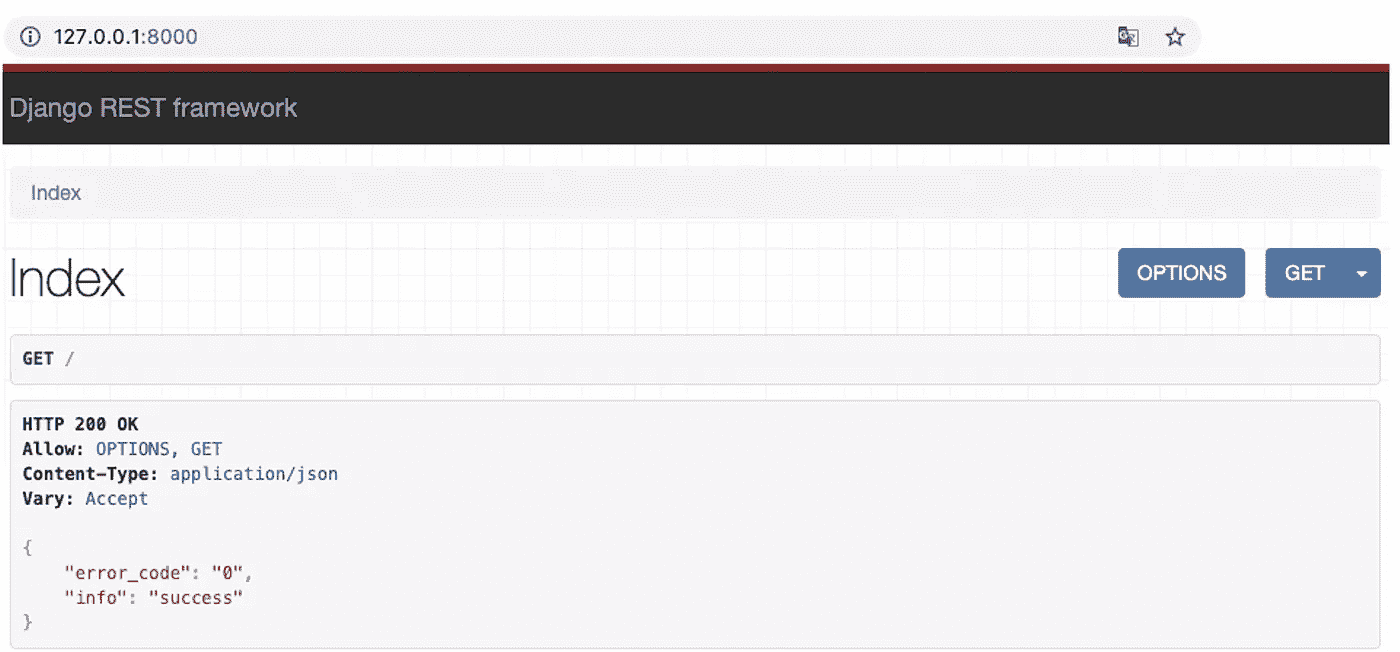 127.0.0.1:8000
Django REST framework
Index
Index
OPTIONS
GET
GET /
HTTP 200 OK
Allow: OPTIONS, GET
Content-Type: application/json
Vary: Accept
{
    "error_code": "0",
    "info": "success"
}